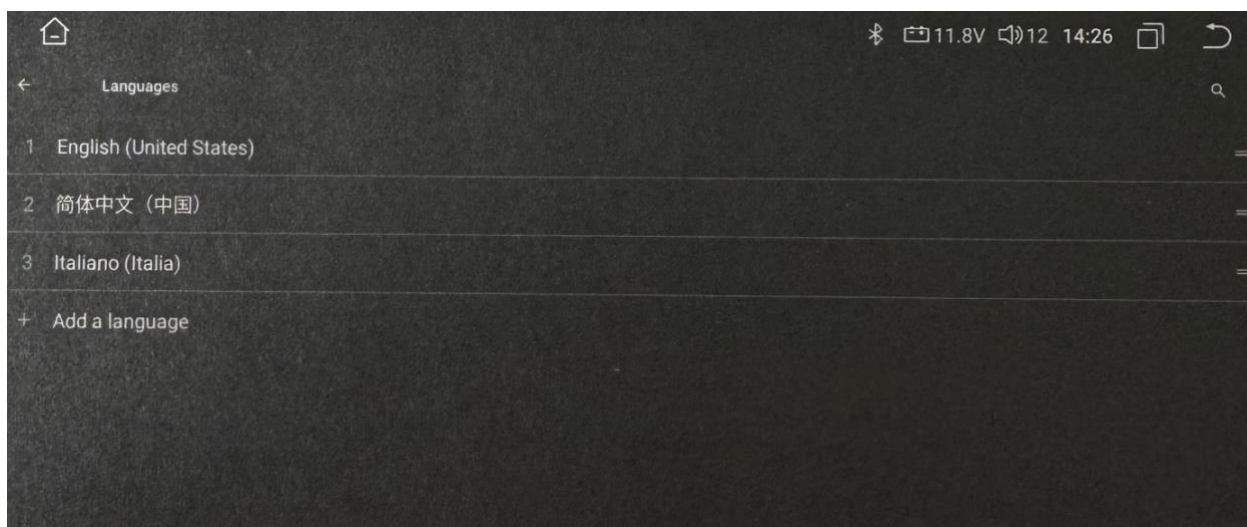 11.8V 12 14:26
Languages
1 English (United States)
2 简体中文（中国）
3 Italiano (Italia)
+ Add a language